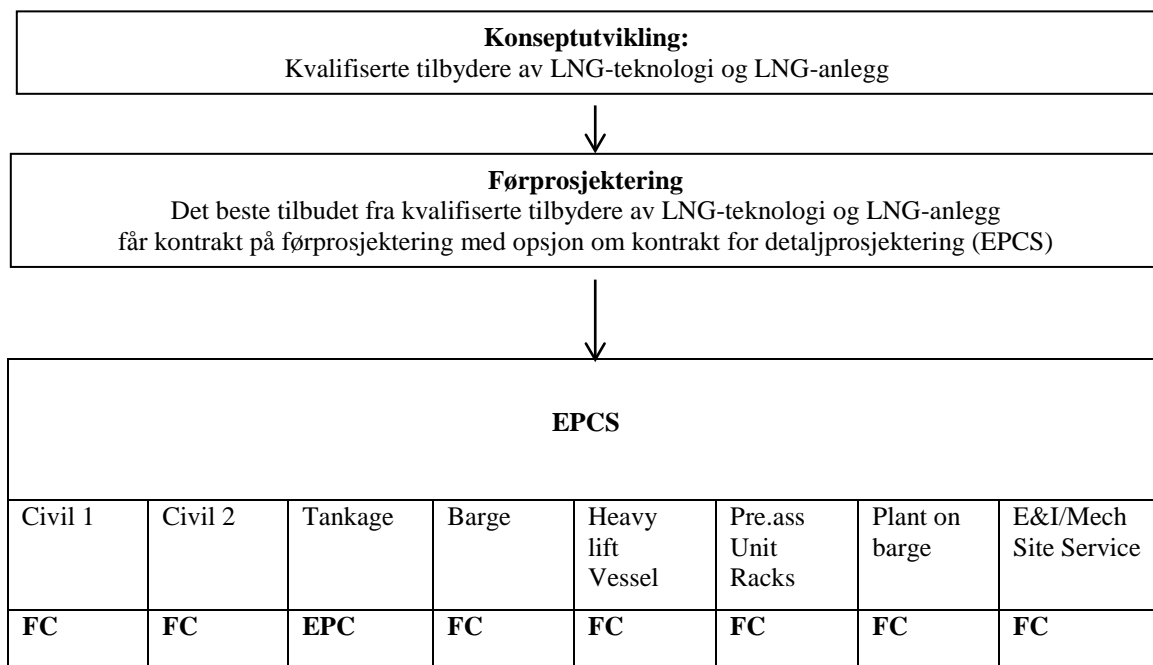 Konseptutvikling:
Kvalifiserte tilbydere av LNG-teknologi og LNG-anlegg
Førprosjektering
Det beste tilbudet fra kvalifiserte tilbydere av LNG-teknologi og LNG-anlegg
får kontrakt på førprosjektering med opsjon om kontrakt for detaljprosjektering (EPCS)
EPCS
Civil 1
Civil 2
Tankage
Barge
Heavy
lift
Vessel
Pre.ass
Unit
Racks
Plant on
barge
E&I/Mech
Site Service
FC
FC
EPC
FC
FC
FC
FC
FC